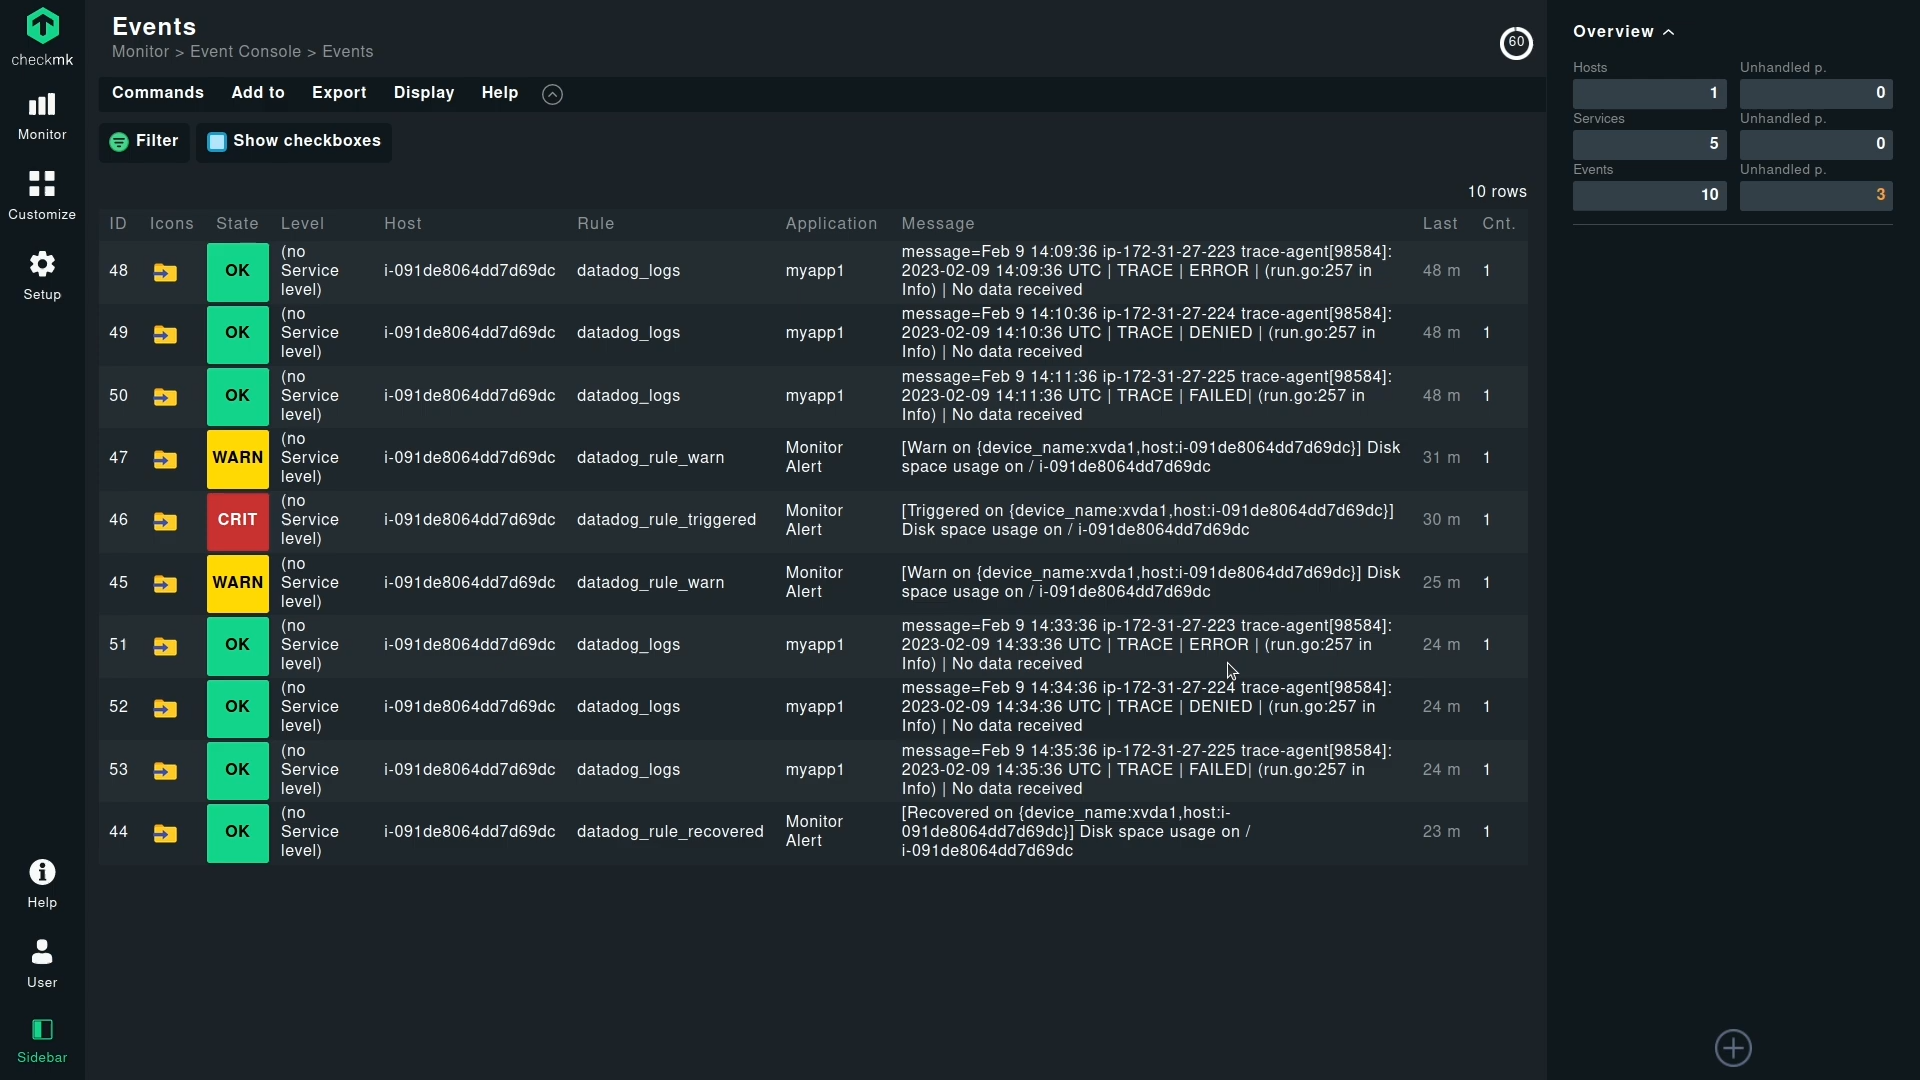 checkmk
Monitor
Customize
Setup
Help
User
Sidebar
Events
Monitor > Event Console > Events
60
Commands Add to Export Display Help
Filter Show checkboxes
10 rows
ID Icons State Level Host Rule Application Message Last Cnt.
48 OK (no Service level) i-091de8064dd7d69dc datadog_logs myapp1 message=Feb 9 14:09:36 ip-172-31-27-223 trace-agent[98584]:
2023-02-09 14:09:36 UTC | TRACE | ERROR | (run.go:257 in
Info) | No data received 48 m 1
49 OK (no Service level) i-091de8064dd7d69dc datadog_logs myapp1 message=Feb 9 14:10:36 ip-172-31-27-224 trace-agent[98584]:
2023-02-09 14:10:36 UTC | TRACE | DENIED | (run.go:257 in
Info) | No data received 48 m 1
50 OK (no Service level) i-091de8064dd7d69dc datadog_logs myapp1 message=Feb 9 14:11:36 ip-172-31-27-225 trace-agent[98584]:
2023-02-09 14:11:36 UTC | TRACE | FAILED| (run.go:257 in
Info) | No data received 48 m 1
47 WARN (no Service level) i-091de8064dd7d69dc datadog_rule_warn Monitor Alert [Warn on {device_name:xvda1,host:i-091de8064dd7d69dc}] Disk
space usage on / i-091de8064dd7d69dc 31 m 1
46 CRIT (no Service level) i-091de8064dd7d69dc datadog_rule_triggered Monitor Alert [Triggered on {device_name:xvda1,host:i-091de8064dd7d69dc}]
Disk space usage on / i-091de8064dd7d69dc 30 m 1
45 WARN (no Service level) i-091de8064dd7d69dc datadog_rule_warn Monitor Alert [Warn on {device_name:xvda1,host:i-091de8064dd7d69dc}] Disk
space usage on / i-091de8064dd7d69dc 25 m 1
51 OK (no Service level) i-091de8064dd7d69dc datadog_logs myapp1 message=Feb 9 14:33:36 ip-172-31-27-223 trace-agent[98584]:
2023-02-09 14:33:36 UTC | TRACE | ERROR | (run.go:257 in
Info) | No data received 24 m 1
52 OK (no Service level) i-091de8064dd7d69dc datadog_logs myapp1 message=Feb 9 14:34:36 ip-172-31-27-224 trace-agent[98584]:
2023-02-09 14:34:36 UTC | TRACE | DENIED | (run.go:257 in
Info) | No data received 24 m 1
53 OK (no Service level) i-091de8064dd7d69dc datadog_logs myapp1 message=Feb 9 14:35:36 ip-172-31-27-225 trace-agent[98584]:
2023-02-09 14:35:36 UTC | TRACE | FAILED| (run.go:257 in
Info) | No data received 24 m 1
44 OK (no Service level) i-091de8064dd7d69dc datadog_rule_recovered Monitor Alert [Recovered on {device_name:xvda1,host:i-
091de8064dd7d69dc}] Disk space usage on /
i-091de8064dd7d69dc 23 m 1
Overview
Hosts Unhandled p.
1 0
Services Unhandled p.
5 0
Events Unhandled p.
10 3